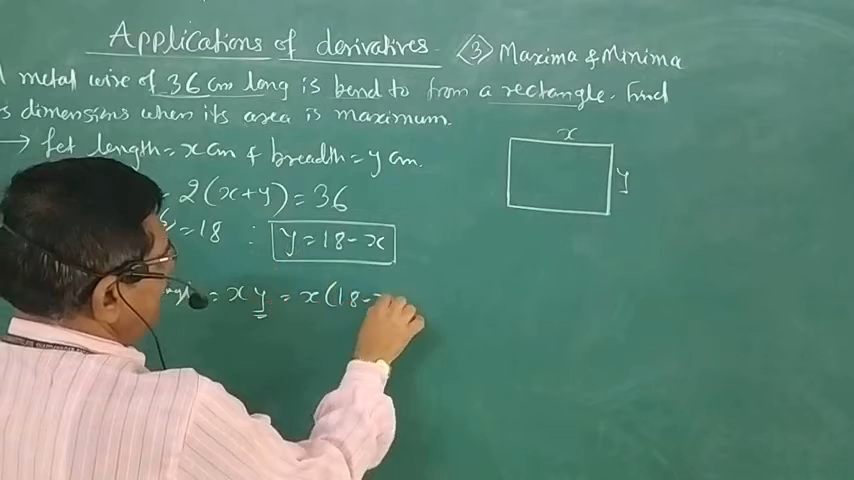 Applications of derivatives. 3 Maxima & Minima
metal wire of 36 cm long is bend to from a rectangle. Find
dimensions when its area is maximum.
→ Let length = x cm & breadth = y cm.
x
y
= 2(x+y) = 36
= 18 ∴ y = 18 - x
= x y = x(18-